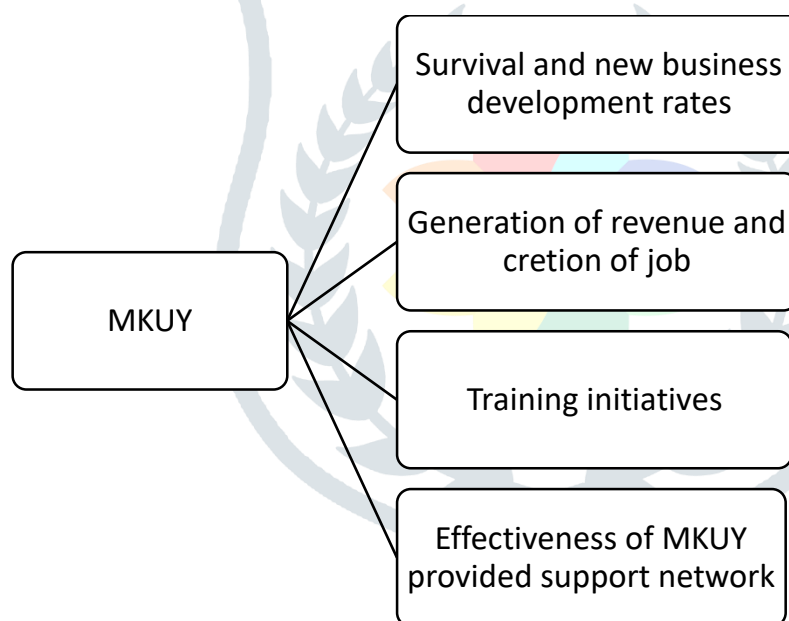 Survival and new business
development rates
Generation of revenue and
cretion of job
MKUY
Training initiatives
Effectiveness of MKUY
provided support network